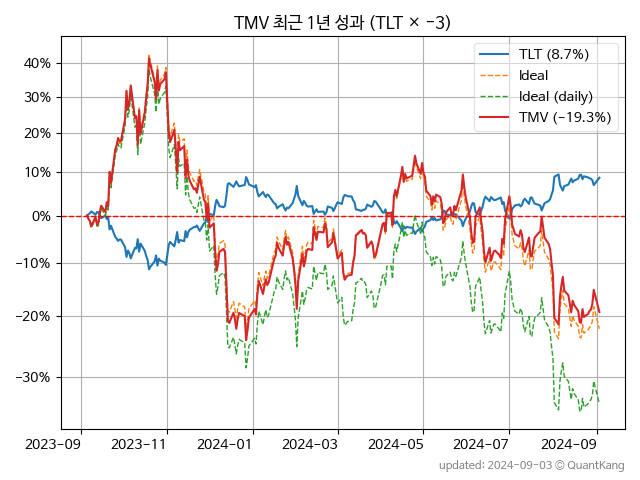 TMV 최근 1년 성과 (TLT × −3)
TLT (8.7%)
Ideal
Ideal (daily)
TMV (−19.3%)
40%
30%
20%
10%
0%
−10%
−20%
−30%
2023−09 2023−11 2024−01 2024−03 2024−05 2024−07 2024−09
updated: 2024−09−03 © QuantKang